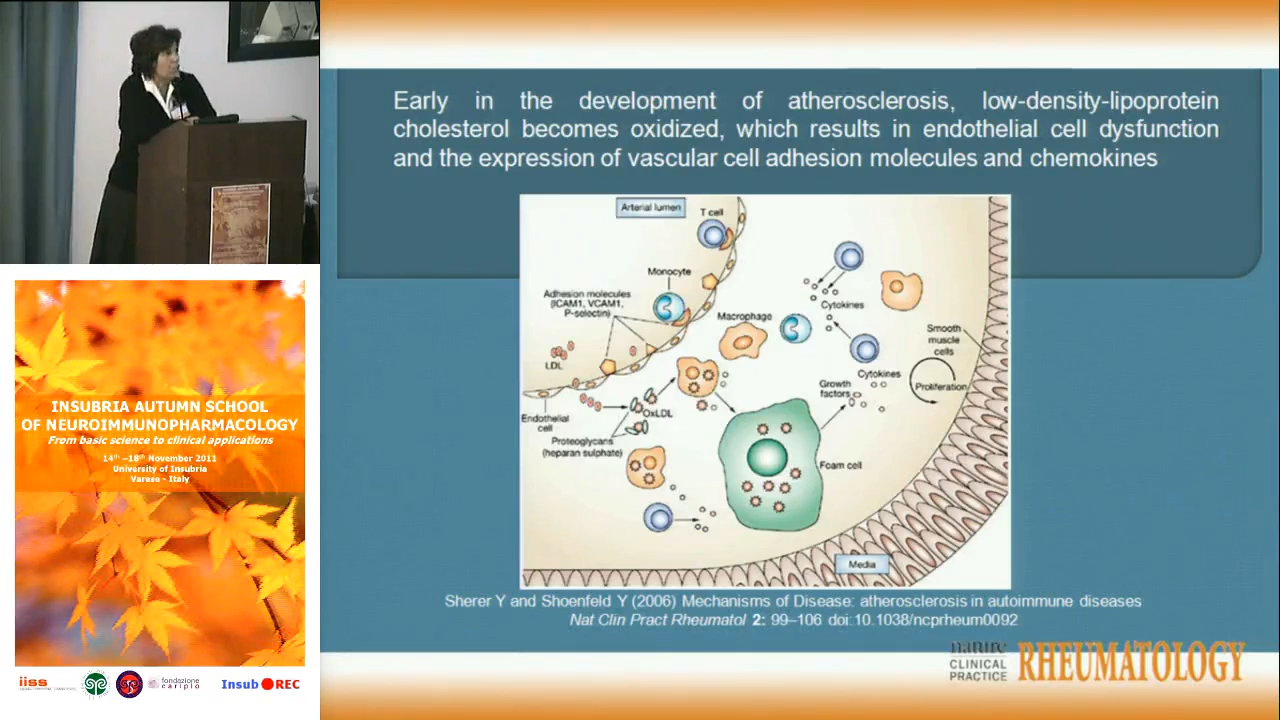 Early in the development of atherosclerosis, low-density-lipoprotein
cholesterol becomes oxidized, which results in endothelial cell dysfunction
and the expression of vascular cell adhesion molecules and chemokines
Arterial lumen
T cell
Monocyte
Adhesion molecules
(ICAM1, VCAM1,
P-selectin)
Macrophage
Cytokines
LDL
Smooth
muscle
cells
Cytokines
Growth
factors
Proliferation
Endothelial
cell
OxLDL
Proteoglycans
(heparan sulphate)
Foam cell
Media
Sherer Y and Shoenfeld Y (2006) Mechanisms of Disease: atherosclerosis in autoimmune diseases
Nat Clin Pract Rheumatol 2: 99–106 doi:10.1038/ncprheum0092
nature
CLINICAL
PRACTICE
RHEUMATOLOGY
INSUBRIA AUTUMN SCHOOL
OF NEUROIMMUNOPHARMACOLOGY
From basic science to clinical applications
14th –18th November 2011
University of Insubria
Varese - Italy
iiss
fondazione
cariplo
Insub REC